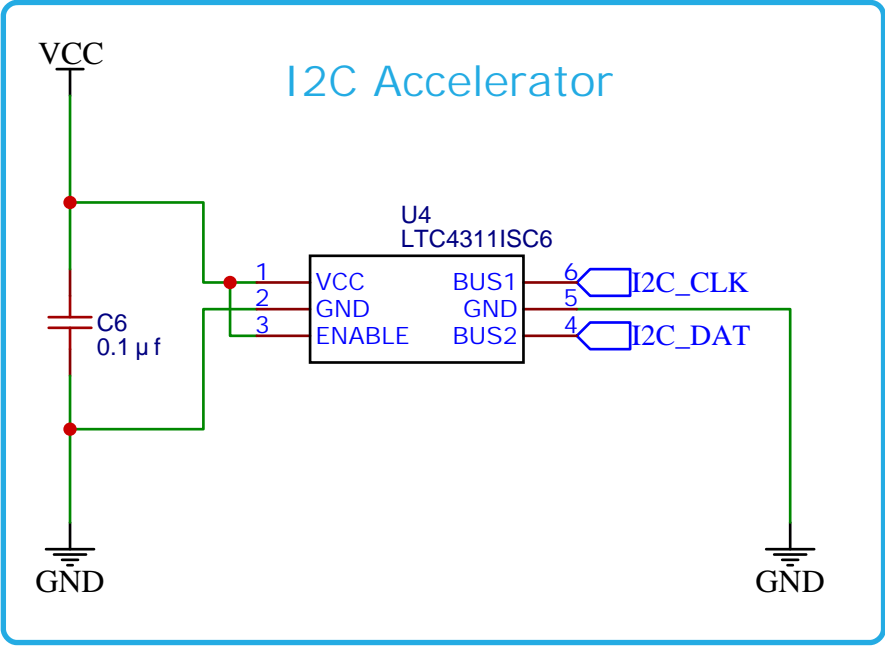 VCC
I2C Accelerator
U4
LTC4311ISC6
1 VCC BUS1 6 I2C_CLK
2 GND GND 5
3 ENABLE BUS2 4 I2C_DAT
C6
0.1 µf
GND
GND